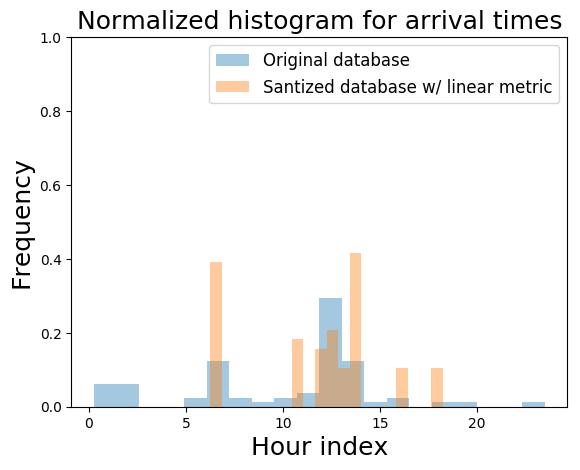 Normalized histogram for arrival times
Original database
Santized database w/ linear metric
Frequency
1.0
0.8
0.6
0.4
0.2
0.0
0 5 10 15 20
Hour index